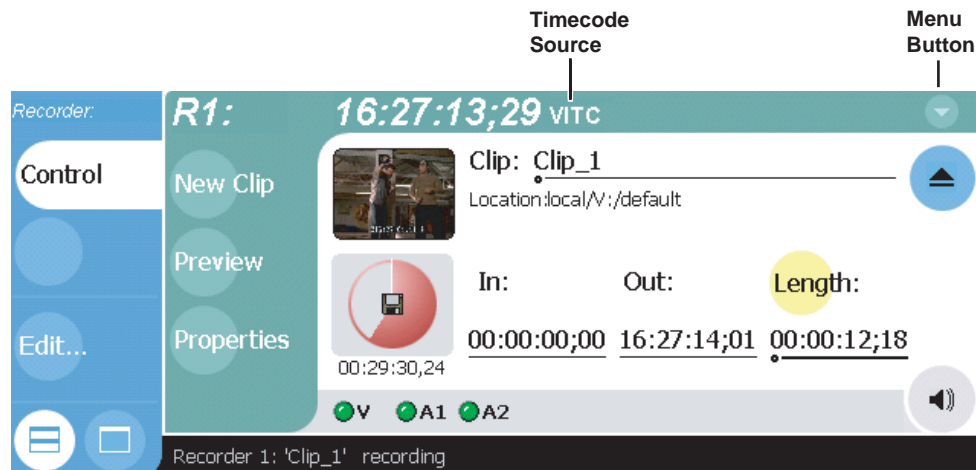 Timecode
Source
Menu
Button
Recorder:
R1:
16:27:13;29 VITC
Control
New Clip
Clip: Clip_1
Location:local/V:/default
Preview
In:
Out:
Length:
Edit...
Properties
00:00:00;00
16:27:14;01
00:00:12;18
00:29:30,24
V
A1
A2
Recorder 1: 'Clip_1' recording